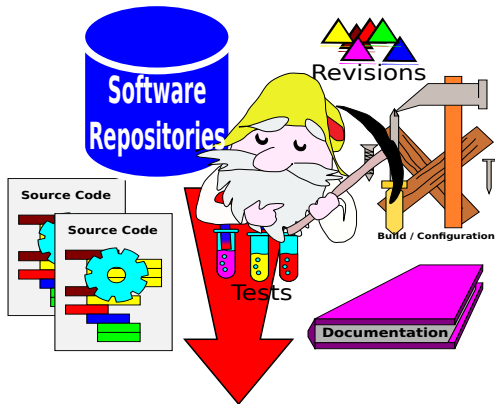 Software
Repositories
Revisions
Source Code
Source Code
Build / Configuration
Tests
Documentation